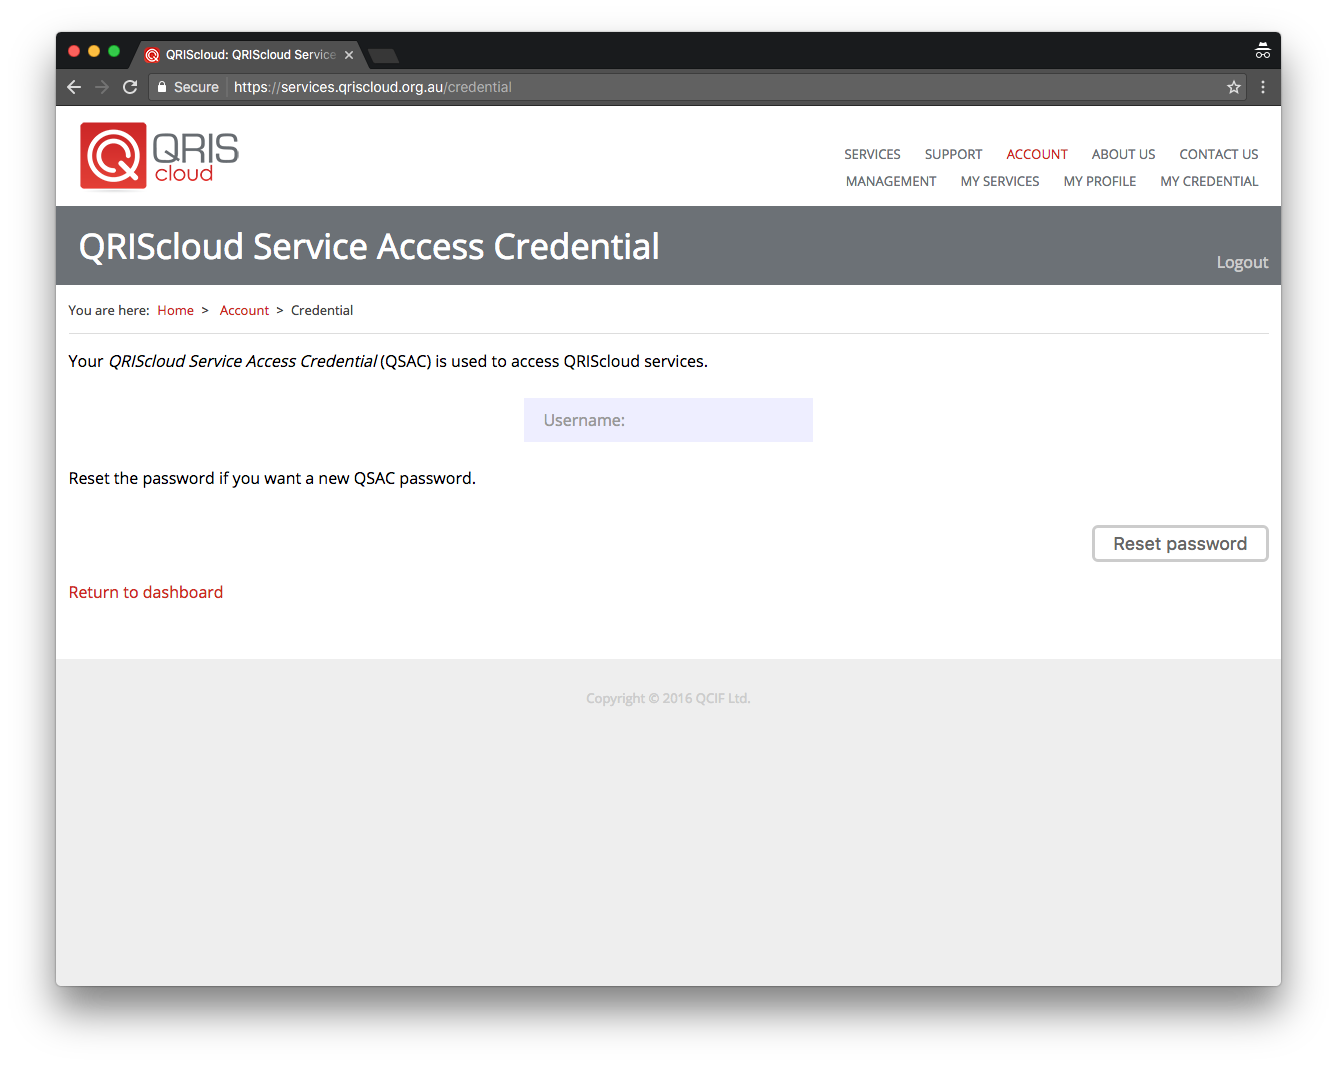 QRIScloud: QRIScloud Service
Secure https://services.qriscloud.org.au/credential
QRIS
cloud
SERVICES SUPPORT ACCOUNT ABOUT US CONTACT US
MANAGEMENT MY SERVICES MY PROFILE MY CREDENTIAL
QRIScloud Service Access Credential
Logout
You are here: Home > Account > Credential
Your QRIScloud Service Access Credential (QSAC) is used to access QRIScloud services.
Username:
Reset the password if you want a new QSAC password.
Reset password
Return to dashboard
Copyright © 2016 QCIF Ltd.